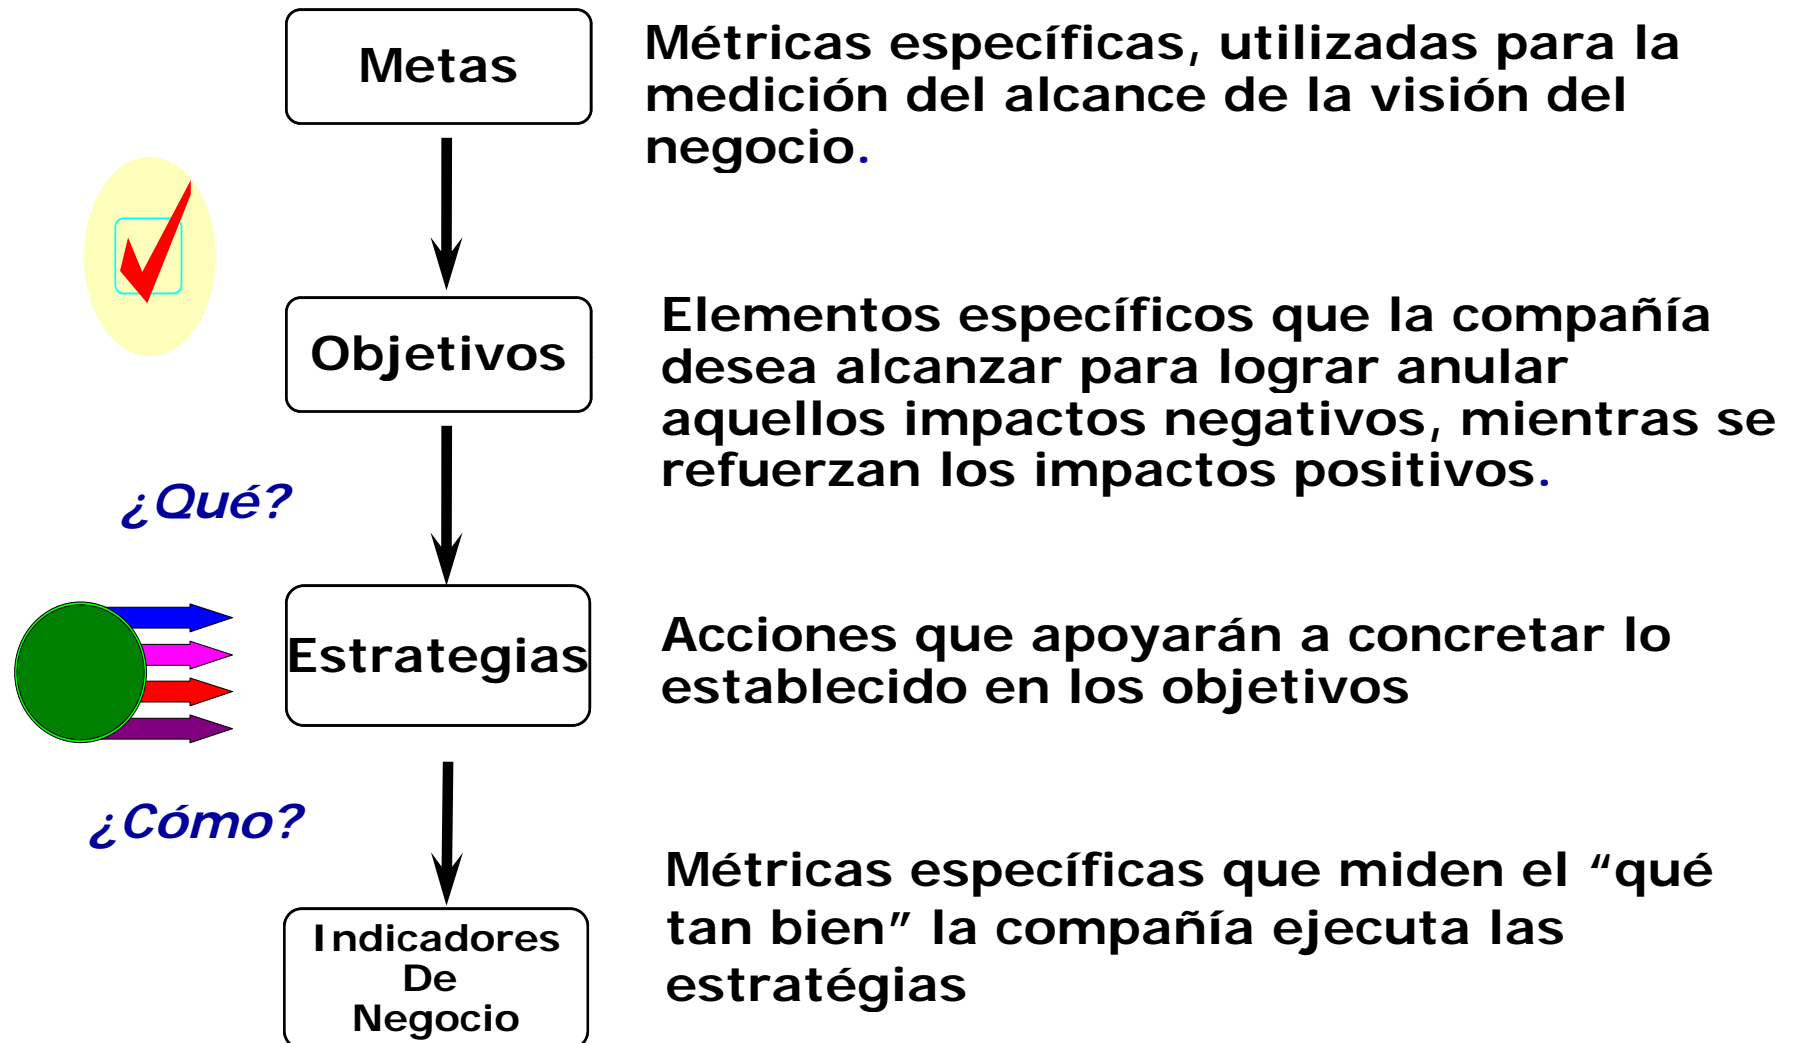 Metas
Métricas específicas, utilizadas para la
medición del alcance de la visión del
negocio.
Objetivos
Elementos específicos que la compañía
desea alcanzar para lograr anular
aquellos impactos negativos, mientras se
refuerzan los impactos positivos.
¿Qué?
Estrategias
Acciones que apoyarán a concretar lo
establecido en los objetivos
¿Cómo?
Indicadores
De
Negocio
Métricas específicas que miden el “qué
tan bien” la compañía ejecuta las
estratégias